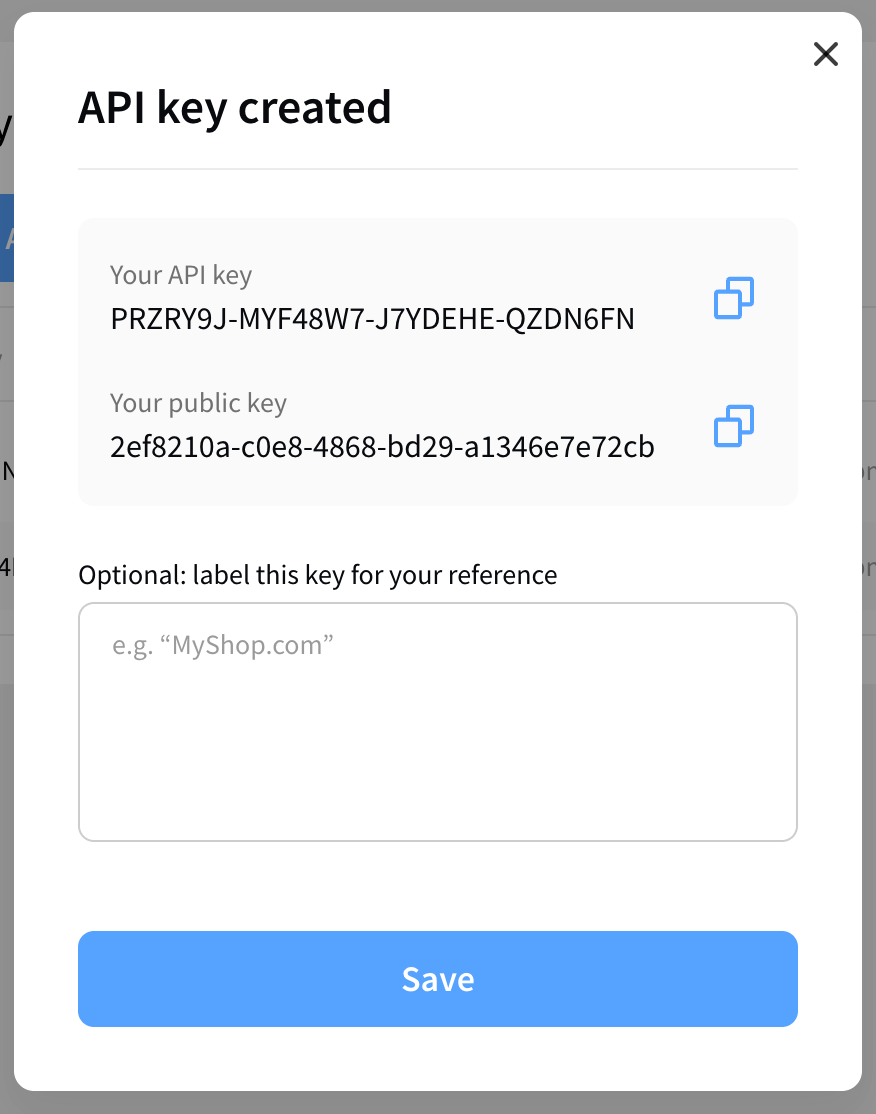 API key created
Your API key
PRZRY9J-MYF48W7-J7YDEHE-QZDN6FN
Your public key
2ef8210a-c0e8-4868-bd29-a1346e7e72cb
Optional: label this key for your reference
e.g. “MyShop.com”
Save